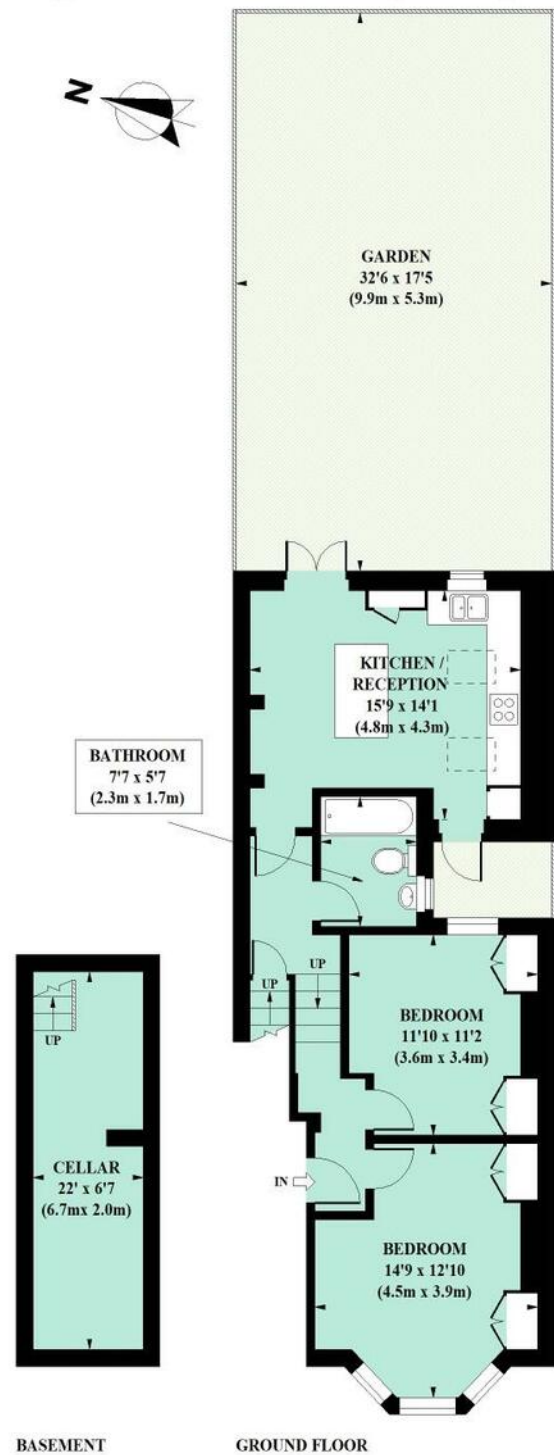 N
GARDEN
32'6 x 17'5
(9.9m x 5.3m)
KITCHEN /
RECEPTION
15'9 x 14'1
(4.8m x 4.3m)
BATHROOM
7'7 x 5'7
(2.3m x 1.7m)
UP
UP
BEDROOM
11'10 x 11'2
(3.6m x 3.4m)
UP
CELLAR
22' x 6'7
(6.7mx 2.0m)
IN
BEDROOM
14'9 x 12'10
(4.5m x 3.9m)
BASEMENT
GROUND FLOOR